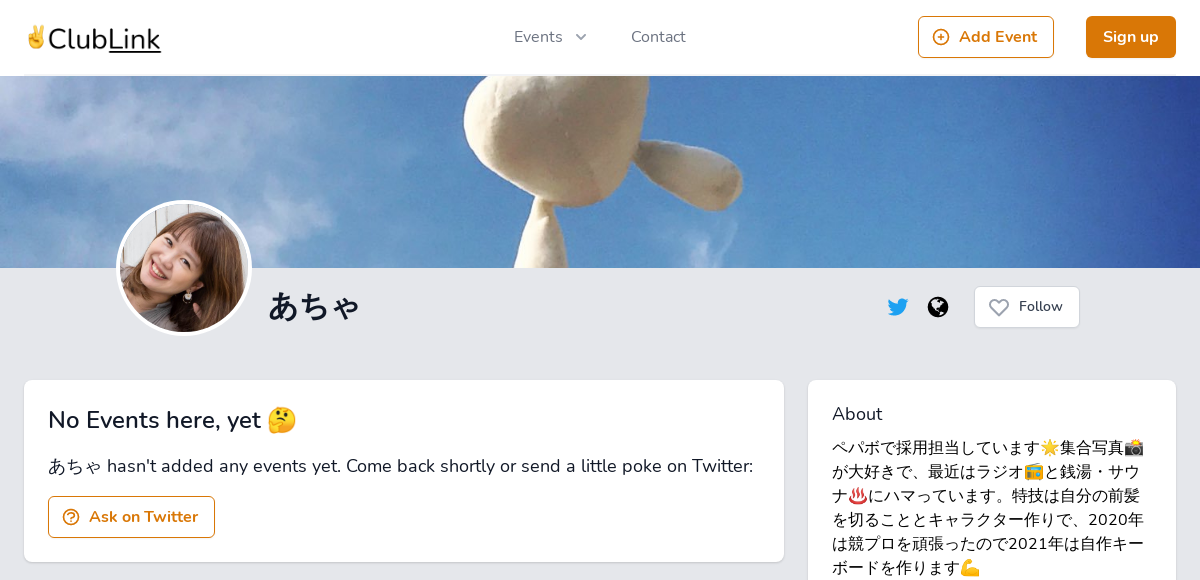 ✌ClubLink
Events
Contact
Add Event
Sign up
あちゃ
Follow
No Events here, yet 🤔
あちゃ hasn't added any events yet. Come back shortly or send a little poke on Twitter:
Ask on Twitter
About
ペパボで採用担当しています🌟集合写真📸
が大好きで、最近はラジオ📻と銭湯・サウ
ナ♨️にハマっています。特技は自分の前髪
を切ることとキャラクター作りで、2020年
は競プロを頑張ったので2021年は自作キー
ボードを作ります💪